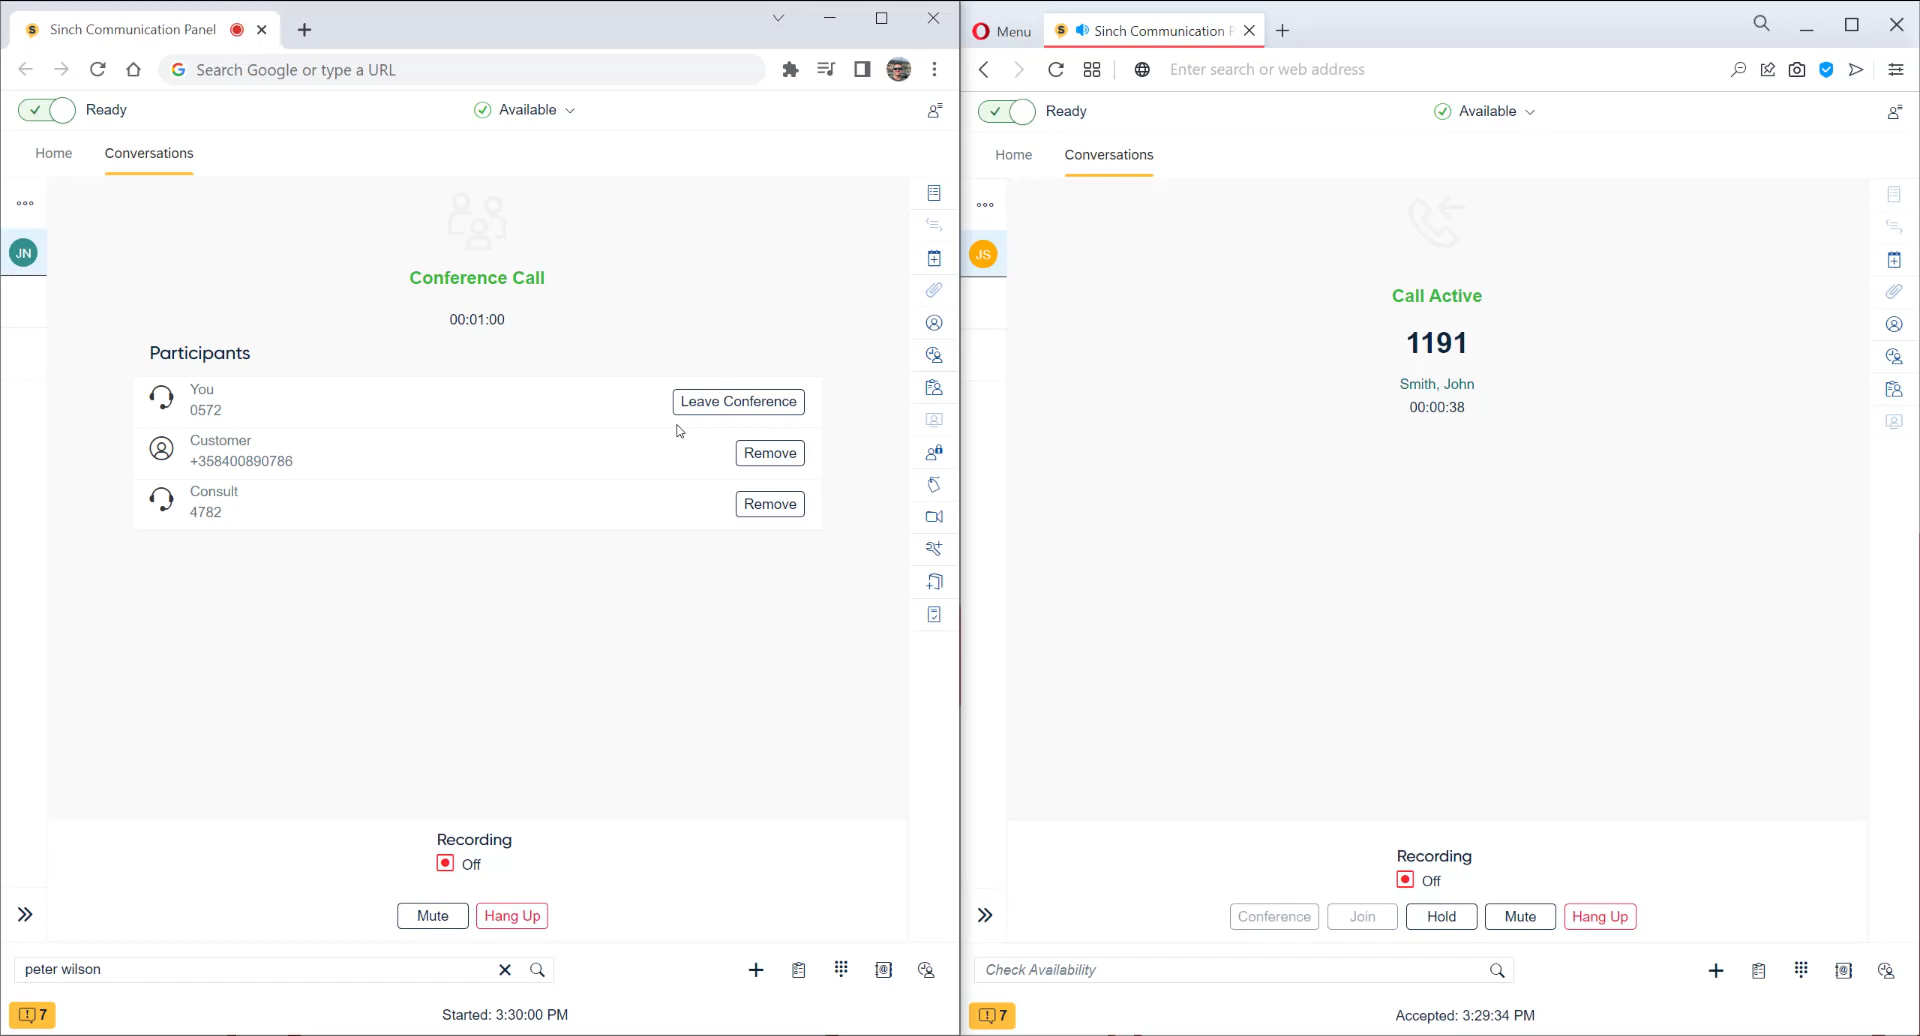 Sinch Communication Panel
Search Google or type a URL
Ready
Available
Home
Conversations
JN
Conference Call
00:01:00
Participants
You
0572
Leave Conference
Customer
+358400890786
Remove
Consult
4782
Remove
Recording
Off
Mute
Hang Up
peter wilson
7
Started: 3:30:00 PM
Menu
Sinch Communication P
Enter search or web address
Ready
Available
Home
Conversations
JS
Call Active
1191
Smith, John
00:00:38
Recording
Off
Conference
Join
Hold
Mute
Hang Up
Check Availability
7
Accepted: 3:29:34 PM